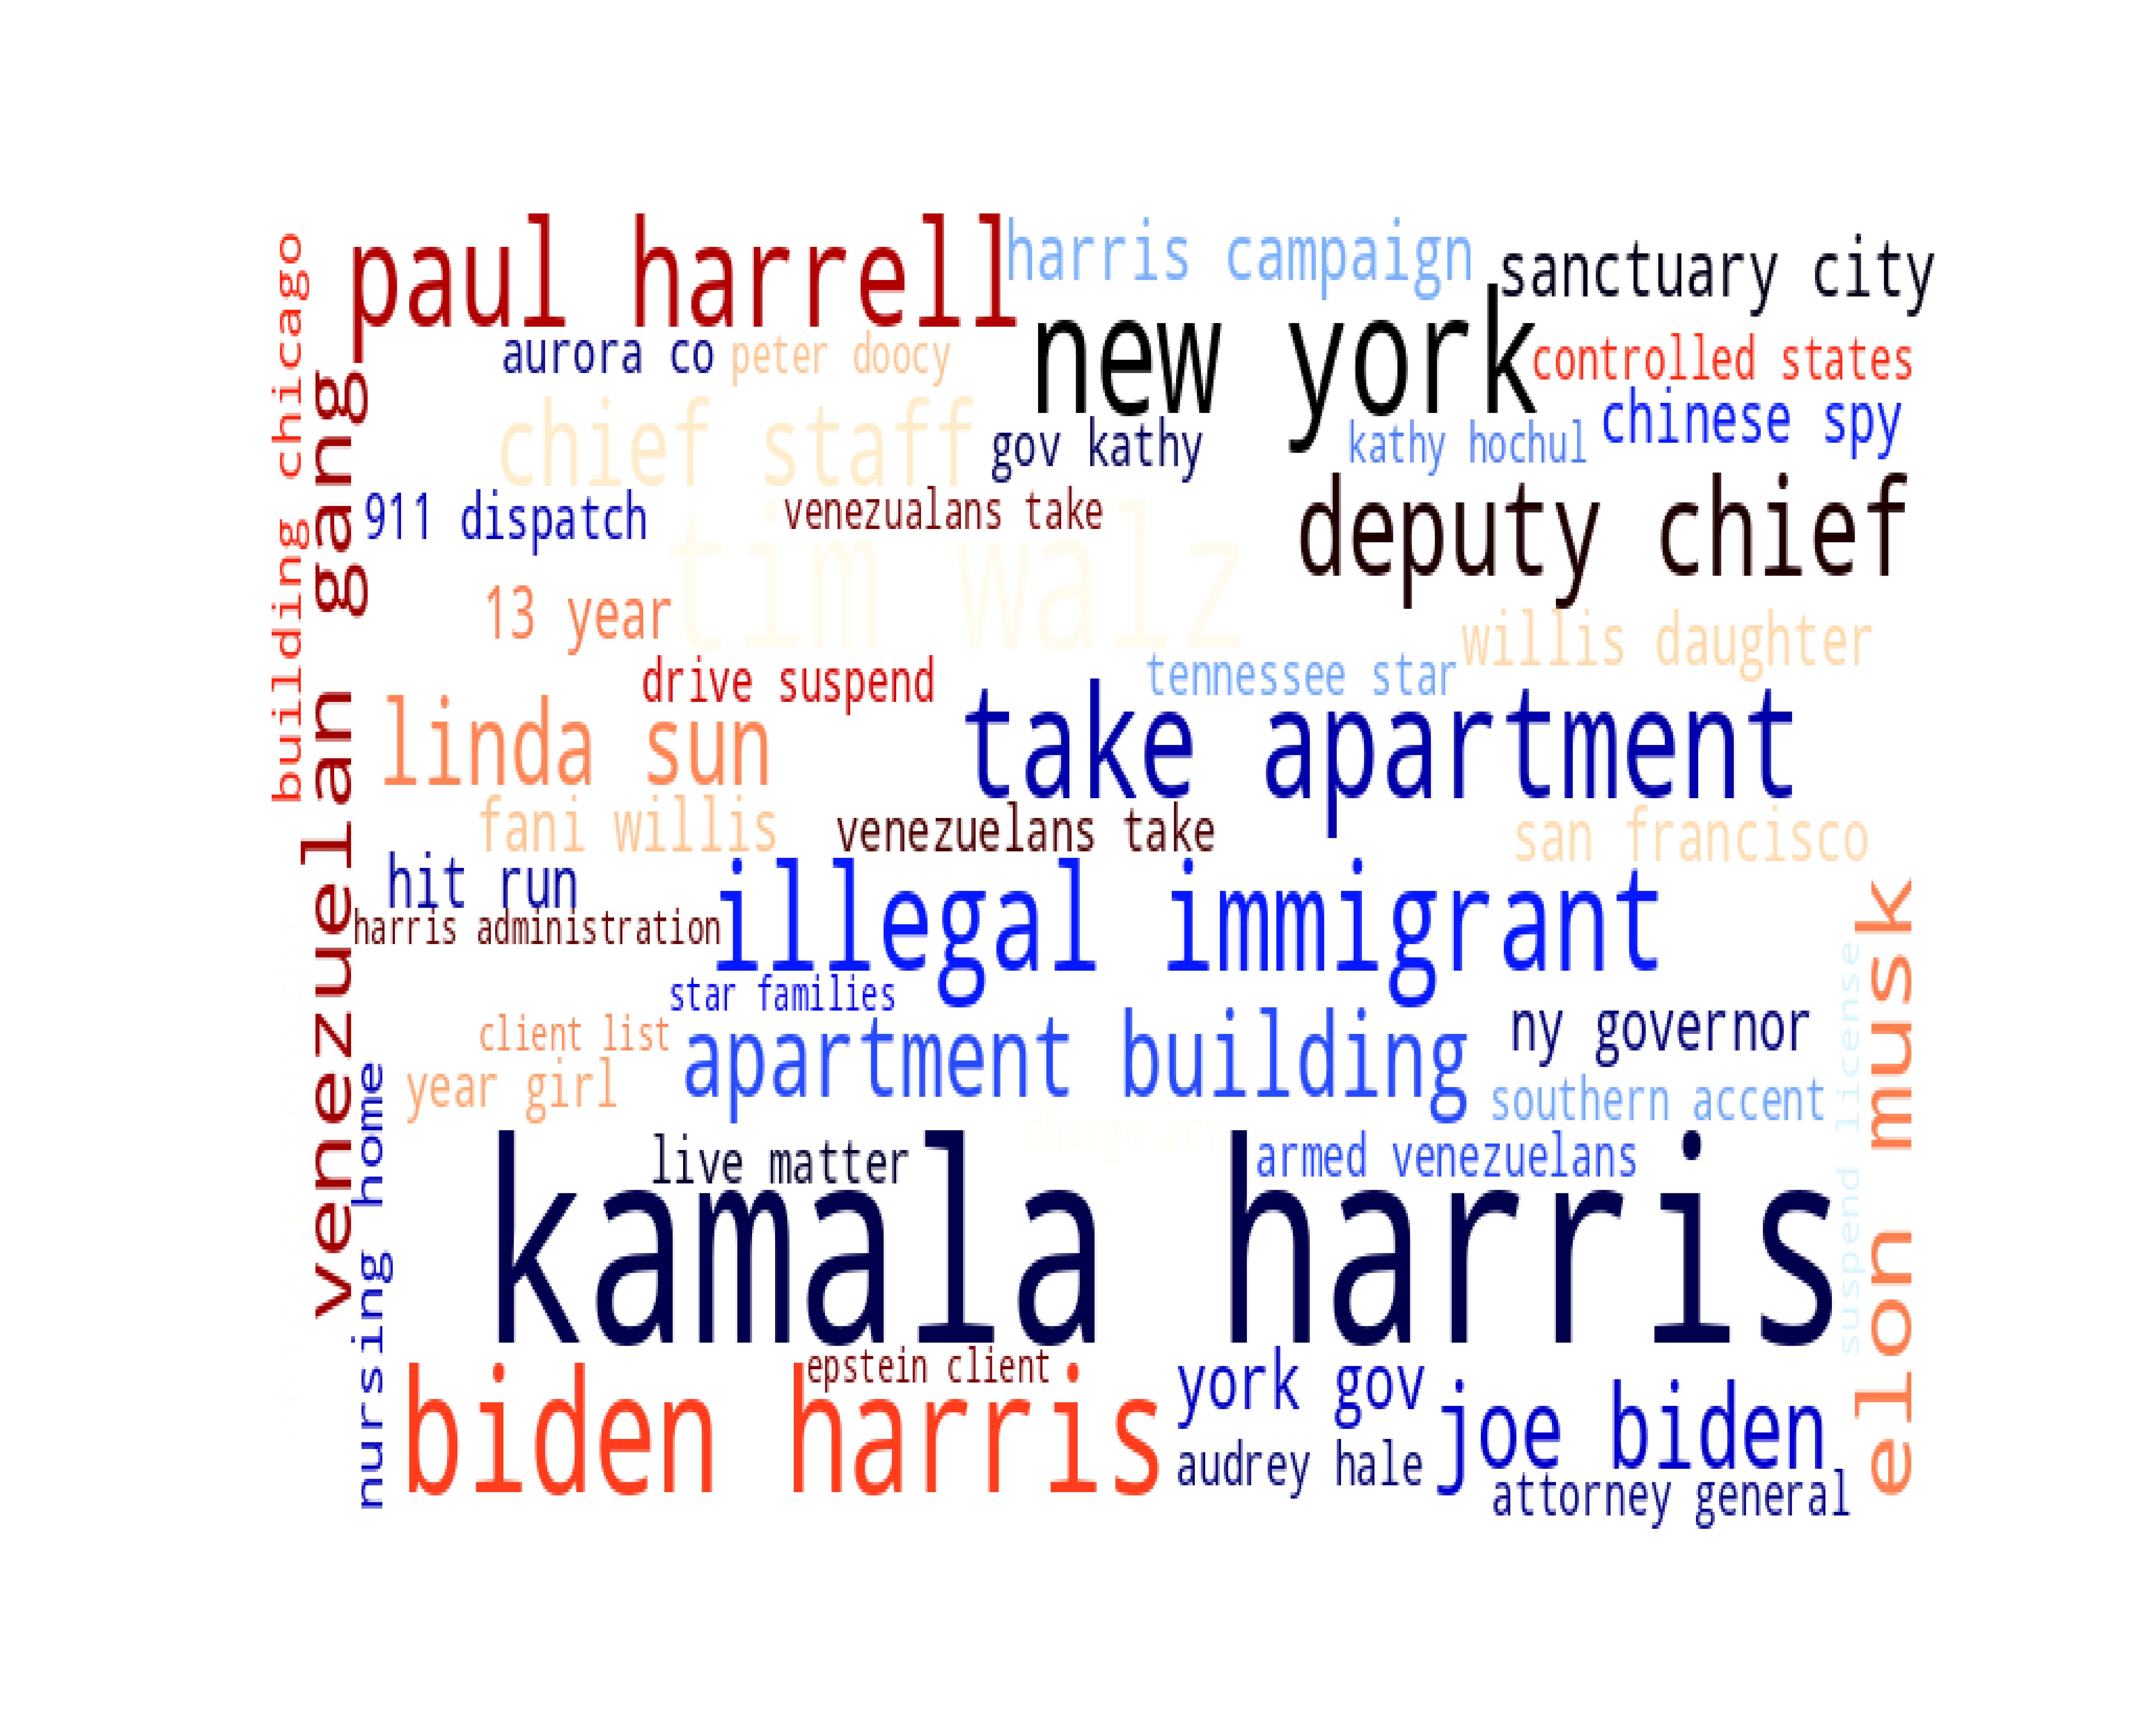 paul harrell
harris campaign
sanctuary city
building chicago
venezuelan gang
aurora co
peter doocy
new york
controlled states
chief staff
gov kathy
kathy hochul
chinese spy
911 dispatch
venezualans take
deputy chief
tim walz
13 year
willis daughter
drive suspend
tennessee star
linda sun
take apartment
fani willis
venezuelans take
san francisco
hit run
harris administration
illegal immigrant
elon musk
suspend license
star families
client list
apartment building
ny governor
year girl
southern accent
nursing home
live matter
armed venezuelans
kamala harris
epstein client
biden harris
york gov
joe biden
audrey hale
attorney general